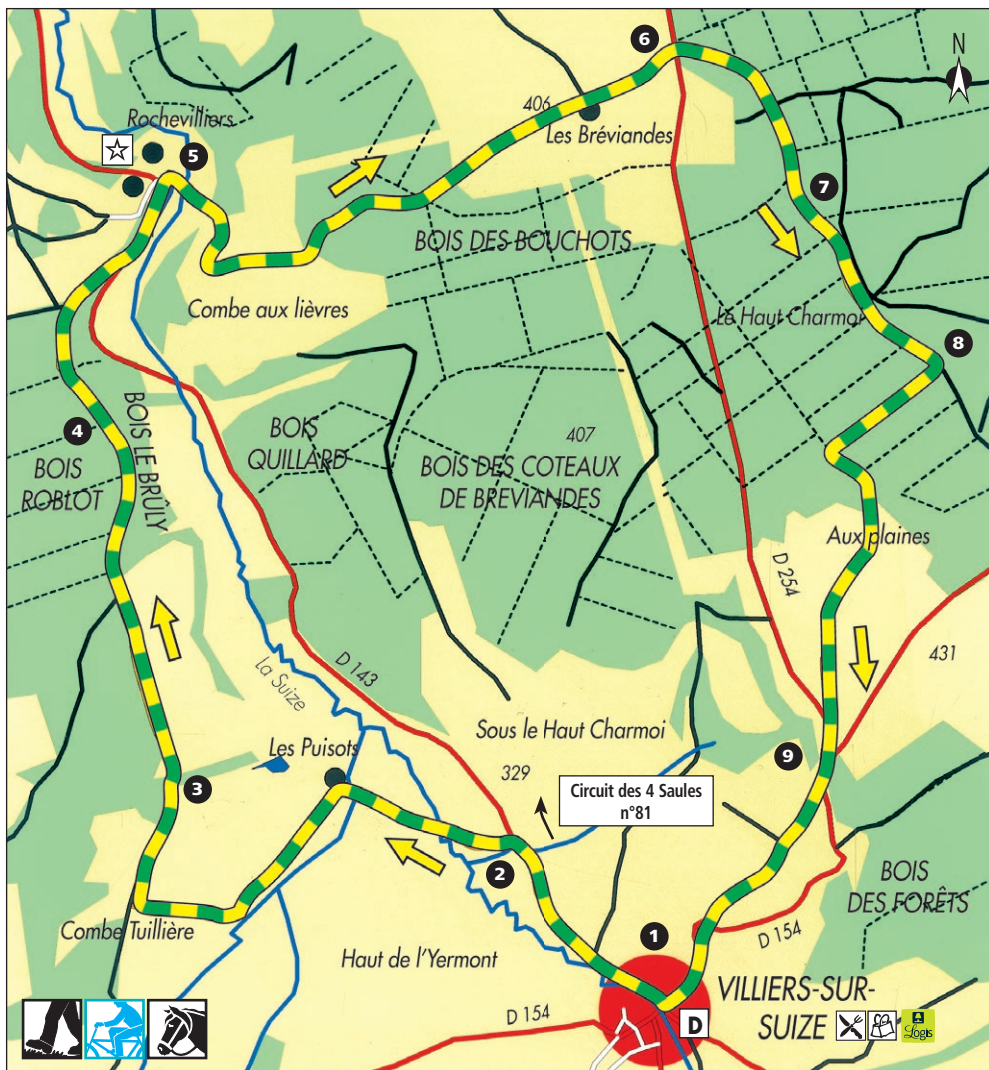 6
N
406
Rochevilliers
Les Bréviandes
5
7
BOIS DES BOUCHOTS
Combe aux lièvres
Le Haut Charmoi
8
4
BOIS
ROBLOT
BOIS LE BRÛLY
BOIS
QUILLARD
407
BOIS DES COTEAUX
DE BREVIANDES
Aux plaines
D 254
431
La Suize
D 143
Les Puisots
Sous le Haut Charmoi
329
Circuit des 4 Saules
n°81
9
3
2
BOIS
DES FORÊTS
Combe Tuillière
1
D 154
Haut de l'Yermont
VILLIERS-SUR-
SUIZE
D
D 154
Logis